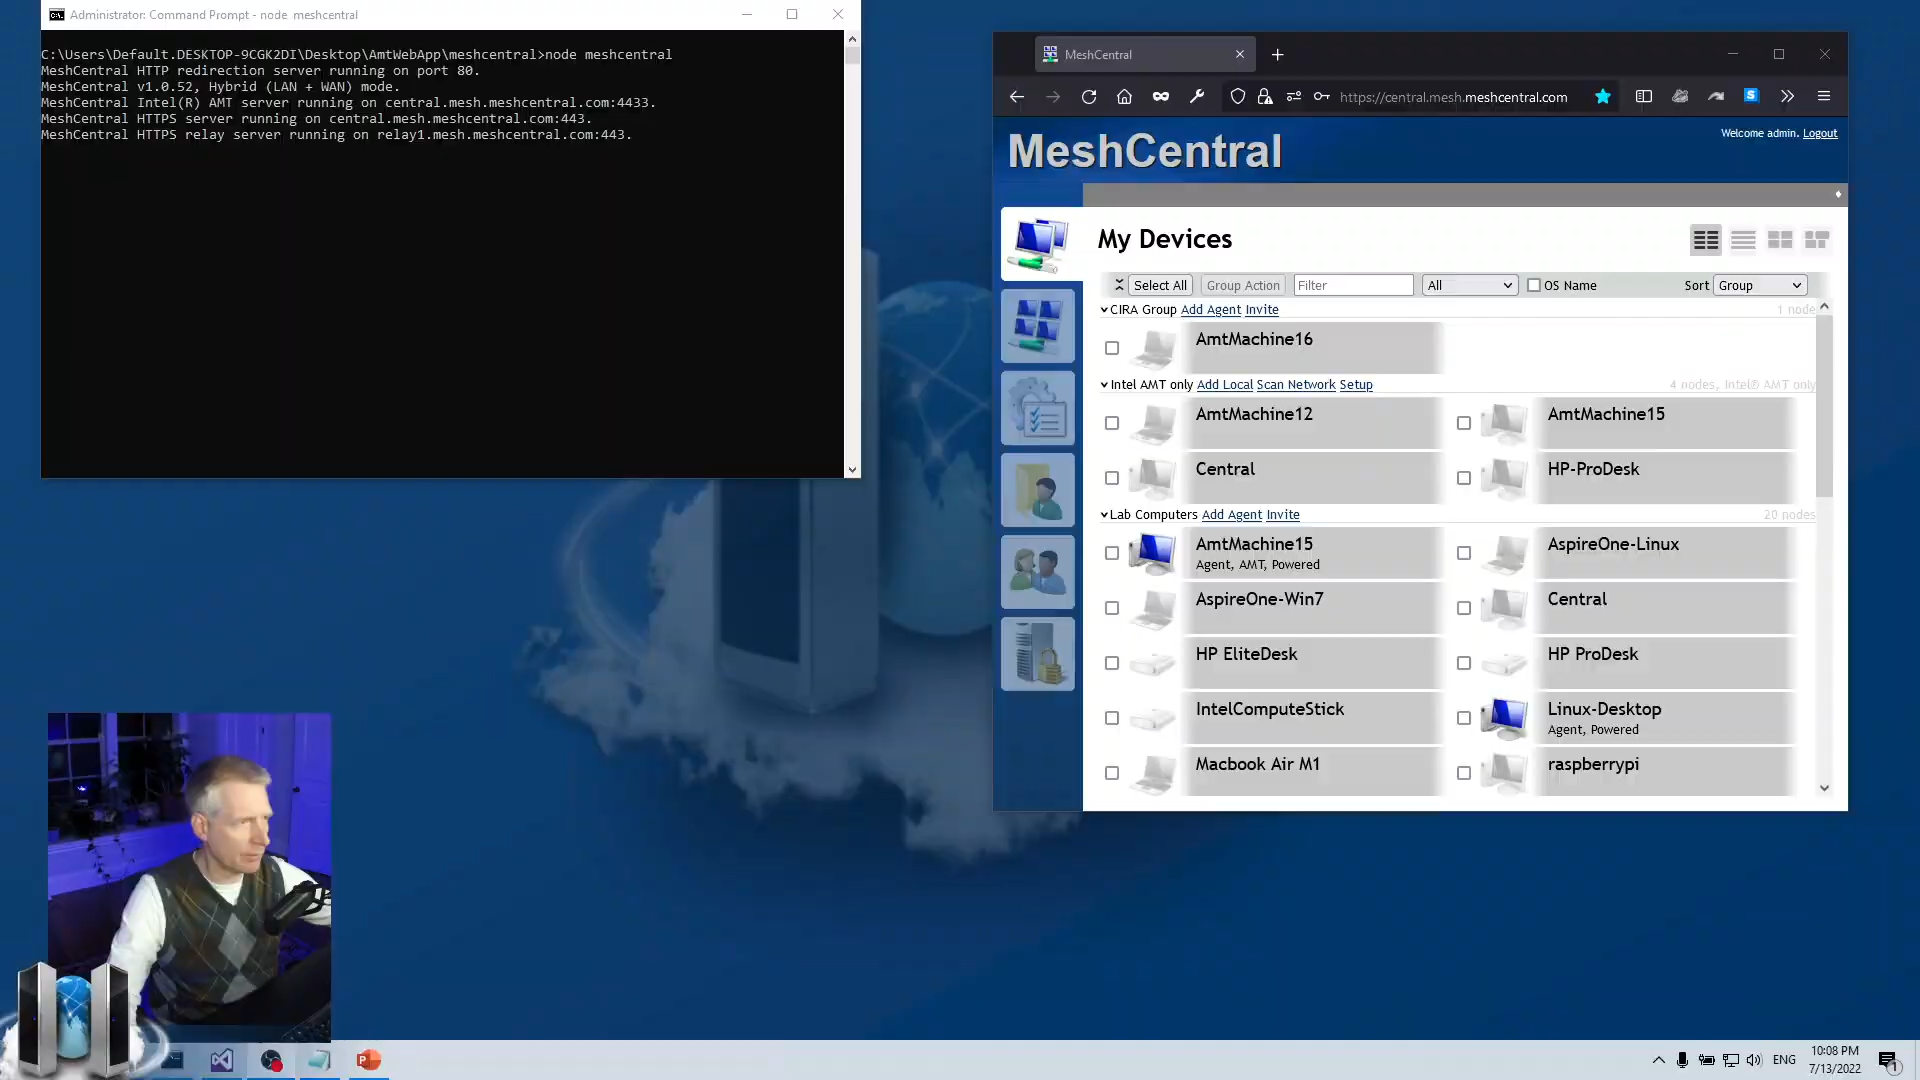 Administrator: Command Prompt - node meshcentral
C:\Users\Default.DESKTOP-9CGK2DI\Desktop\AmtWebApp\meshcentral>node meshcentral
MeshCentral HTTP redirection server running on port 80.
MeshCentral v1.0.52, Hybrid (LAN + WAN) mode.
MeshCentral Intel(R) AMT server running on central.mesh.meshcentral.com:4433.
MeshCentral HTTPS server running on central.mesh.meshcentral.com:443.
MeshCentral HTTPS relay server running on relay1.mesh.meshcentral.com:443.
MeshCentral
https://central.mesh.meshcentral.com
MeshCentral
Welcome admin. Logout
My Devices
Select All Group Action Filter All OS Name Sort Group
CIRA Group Add Agent Invite 1 node
AmtMachine16
Intel AMT only Add Local Scan Network Setup 4 nodes, Intel® AMT only
AmtMachine12 AmtMachine15
Central HP-ProDesk
Lab Computers Add Agent Invite 20 nodes
AmtMachine15 AspireOne-Linux
Agent, AMT, Powered
AspireOne-Win7 Central
HP EliteDesk HP ProDesk
IntelComputeStick Linux-Desktop
Agent, Powered
Macbook Air M1 raspberrypi
ENG
10:08 PM
7/13/2022
1